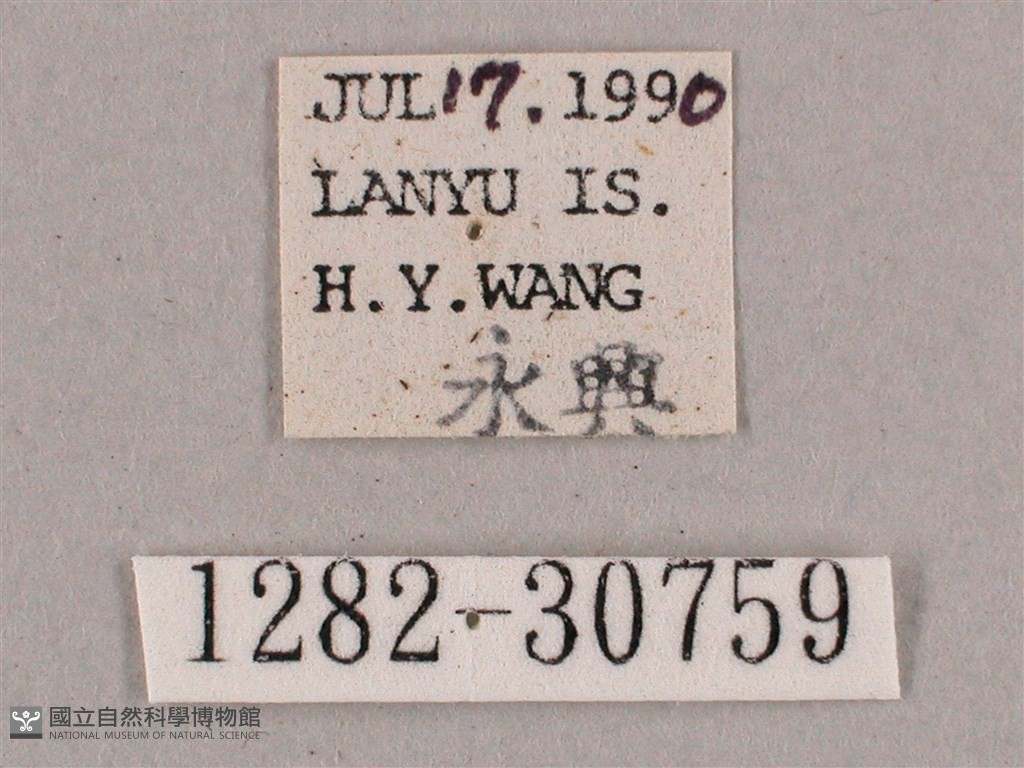 JUL 17. 1990
LANYU IS.
H.Y.WANG
永興
1282-30759
國立自然科學博物館
NATIONAL MUSEUM OF NATURAL SCIENCE